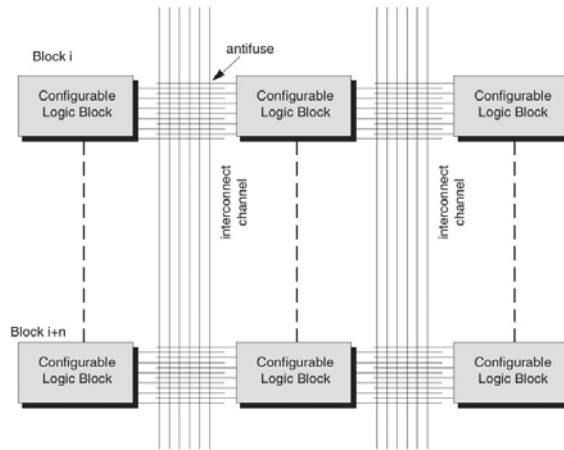 Block i
antifuse
Configurable
Logic Block
Configurable
Logic Block
Configurable
Logic Block
interconnect
channel
interconnect
channel
Block i+n
Configurable
Logic Block
Configurable
Logic Block
Configurable
Logic Block